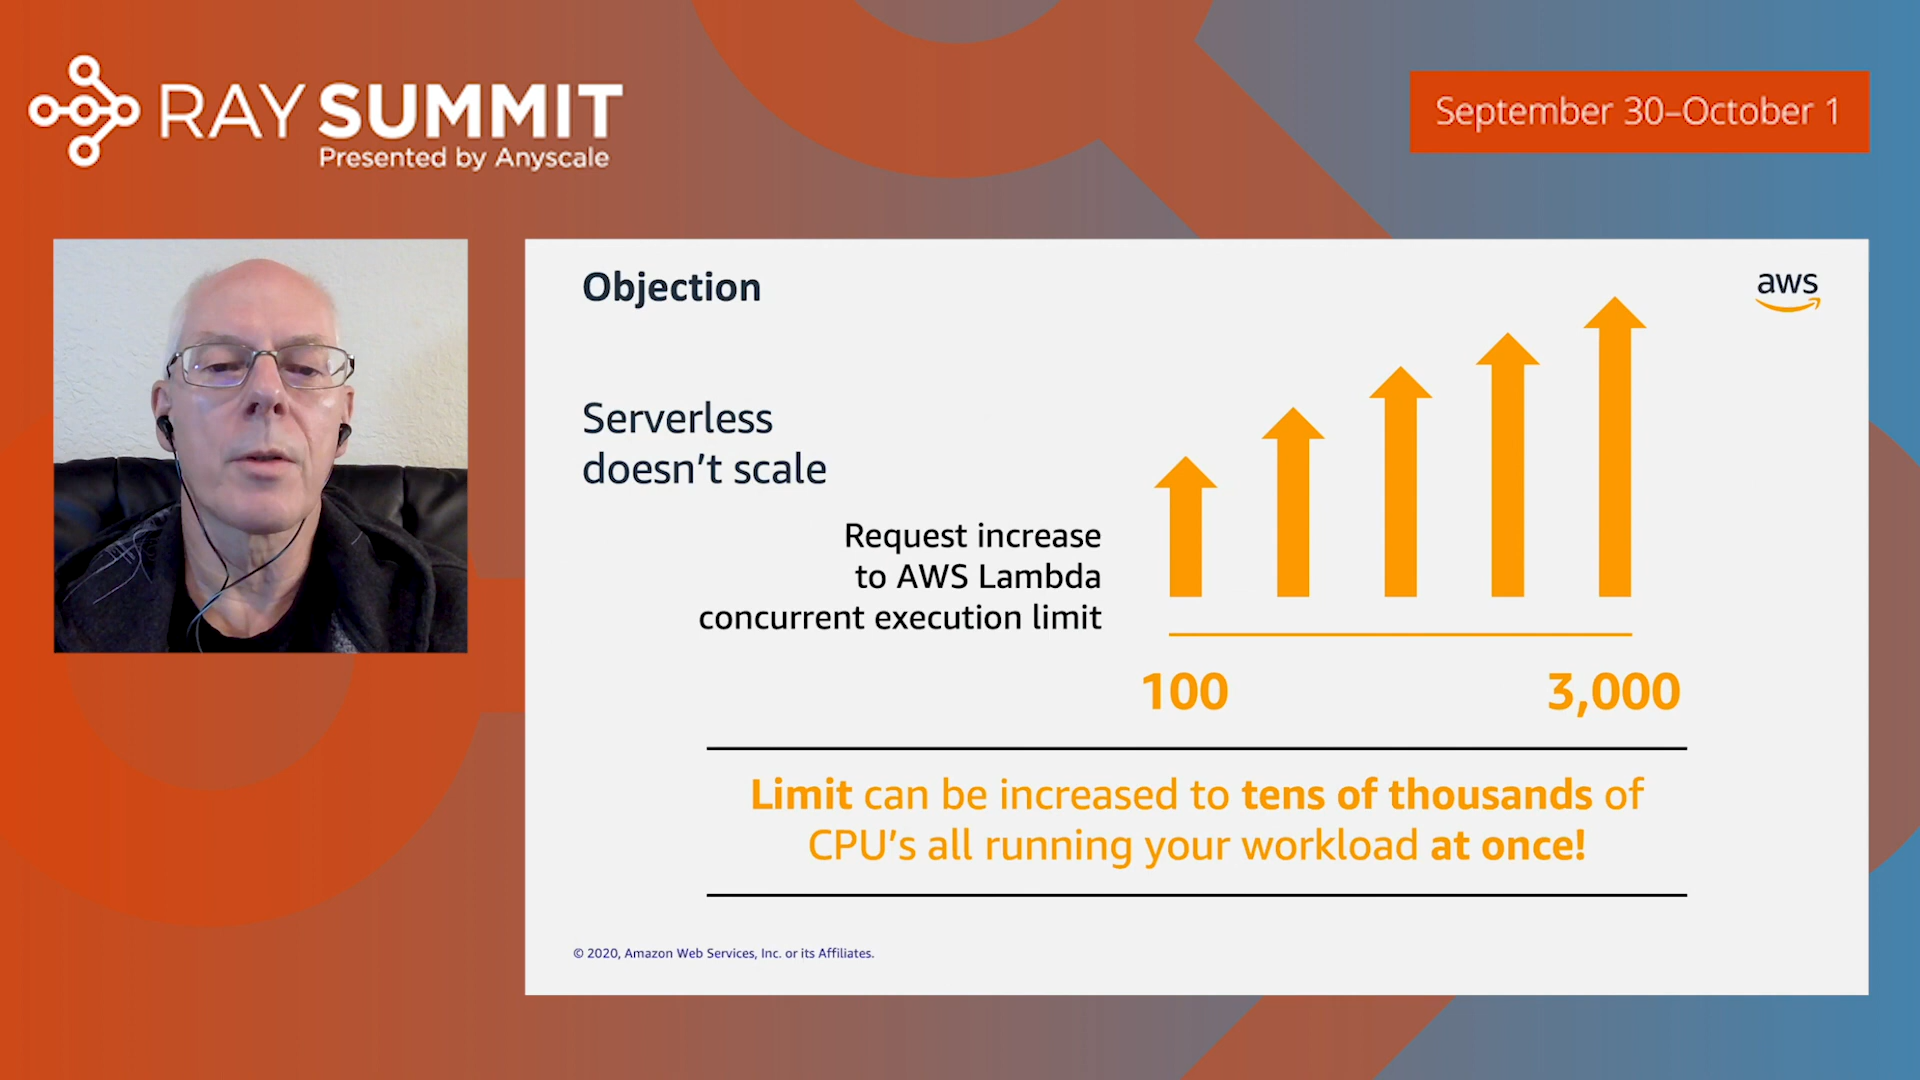 RAY SUMMIT
Presented by Anyscale
September 30–October 1
Objection
aws
Serverless
doesn't scale
Request increase
to AWS Lambda
concurrent execution limit
100
3,000
Limit can be increased to tens of thousands of
CPU's all running your workload at once!
© 2020, Amazon Web Services, Inc. or its Affiliates.